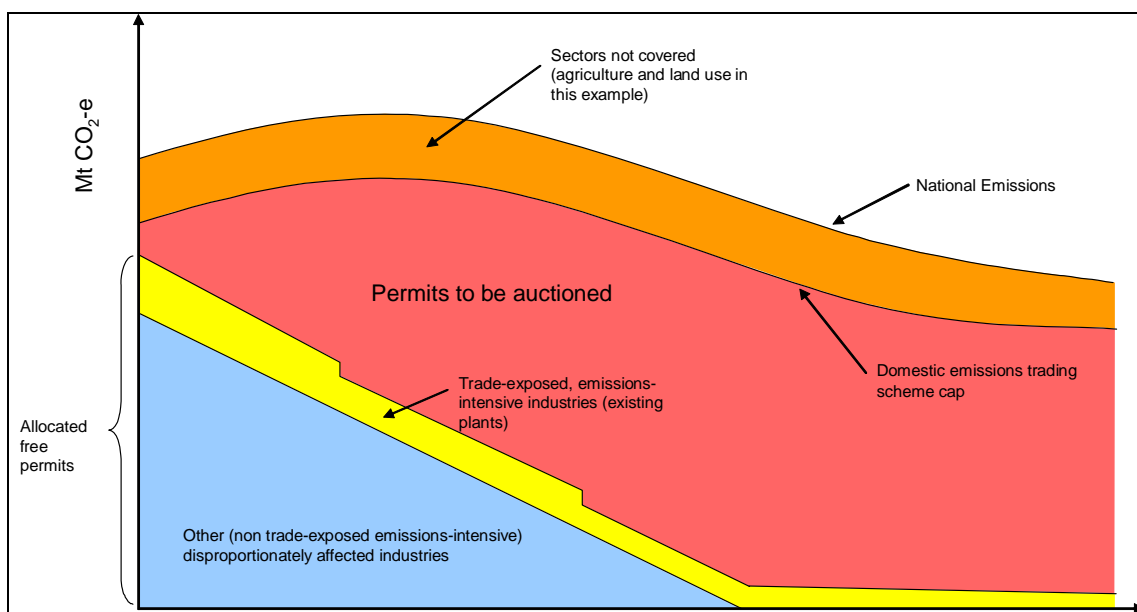 Sectors not covered
(agriculture and land use in
this example)
Mt CO₂-e
National Emissions
Permits to be auctioned
Domestic emissions trading
scheme cap
Trade-exposed, emissions-
intensive industries (existing
plants)
Allocated
free
permits
Other (non trade-exposed emissions-intensive)
disproportionately affected industries